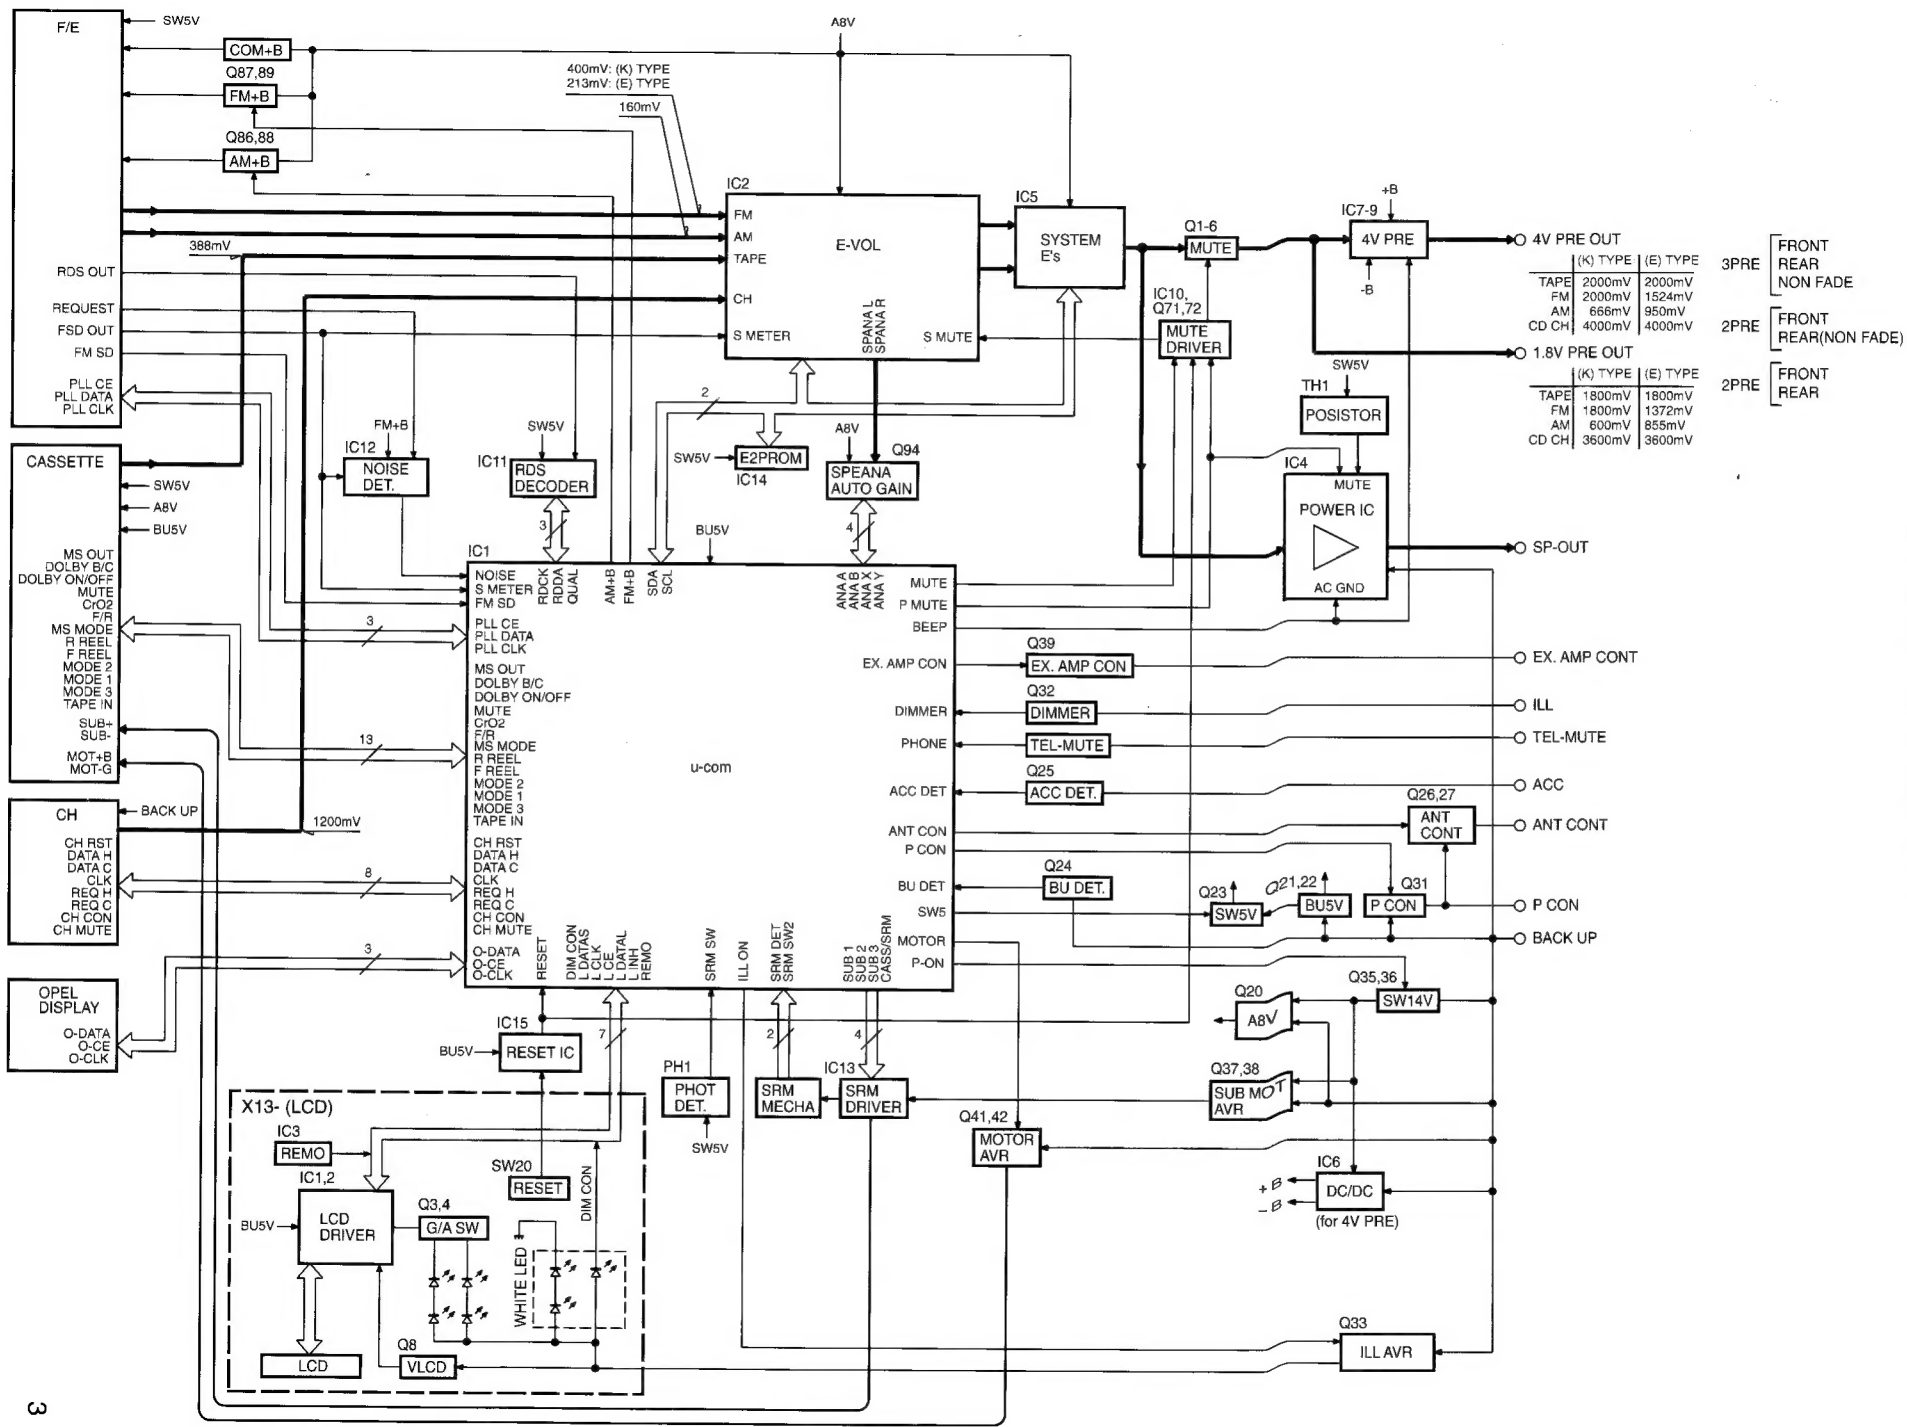 F/E
SW5V
COM+B
Q87,89
FM+B
Q86,88
AM+B
A8V
400mV: (K) TYPE
213mV: (E) TYPE
160mV
388mV
RDS OUT
REQUEST
FSD OUT
FM SD
PLL CE
PLL DATA
PLL CLK
IC2
FM
AM
TAPE
CH
S METER
E-VOL
SPANA L
SPANA R
S MUTE
IC5
SYSTEM
E's
Q1-6
MUTE
IC10,
Q71,72
MUTE
DRIVER
+B
IC7-9
4V PRE
-B
4V PRE OUT
(K) TYPE (E) TYPE
TAPE 2000mV 2000mV
FM 2000mV 1524mV
AM 666mV 950mV
CD CH 4000mV 4000mV
3PRE
FRONT
REAR
NON FADE
2PRE
FRONT
REAR(NON FADE)
1.8V PRE OUT
(K) TYPE (E) TYPE
TAPE 1800mV 1800mV
FM 1800mV 1372mV
AM 600mV 855mV
CD CH 3600mV 3600mV
2PRE
FRONT
REAR
SW5V
TH1
POSISTOR
IC4
MUTE
POWER IC
AC GND
SP-OUT
CASSETTE
SW5V
A8V
BU5V
MS OUT
DOLBY B/C
DOLBY ON/OFF
MUTE
CrO2
F/R
MS MODE
R REEL
F REEL
MODE 2
MODE 1
MODE 3
TAPE IN
SUB+
SUB-
MOT+B
MOT-G
FM+B
IC12
NOISE
DET.
SW5V
IC11
RDS
DECODER
3
2
SW5V
E2PROM
IC14
A8V
Q94
SPEANA
AUTO GAIN
4
BU5V
IC1
NOISE
S METER
FM SD
RDCK
RDDA
QUAL
AM+B
FM+B
SDA
SCL
ANA A
ANA B
ANA X
ANA Y
3
PLL CE
PLL DATA
PLL CLK
MS OUT
DOLBY B/C
DOLBY ON/OFF
MUTE
CrO2
F/R
MS MODE
R REEL
F REEL
MODE 2
MODE 1
MODE 3
TAPE IN
13
u-com
MUTE
P MUTE
BEEP
EX. AMP CON
DIMMER
PHONE
ACC DET
ANT CON
P CON
BU DET
SW5
MOTOR
P-ON
Q39
EX. AMP CON
EX. AMP CONT
Q32
DIMMER
ILL
TEL-MUTE
TEL-MUTE
Q25
ACC DET.
ACC
Q26,27
ANT
CONT
ANT CONT
Q24
BU DET.
Q23
SW5V
Q21,22
BU5V
Q31
P CON
P CON
BACK UP
CH
BACK UP
1200mV
CH RST
DATA H
DATA C
CLK
REQ H
REQ C
CH CON
CH MUTE
8
CH RST
DATA H
DATA C
CLK
REQ H
REQ C
CH CON
CH MUTE
3
O-DATA
O-CE
O-CLK
RESET
DIM CON
L DATAS
L CLK
L CE
L DATAL
L INH
REMO
SRM SW
ILL ON
SRM DET
SRM SW2
SUB 1
SUB 2
SUB 3
CASS/SRM
OPEL
DISPLAY
O-DATA
O-CE
O-CLK
IC15
BU5V
RESET IC
7
PH1
PHOT
DET.
SW5V
2
SRM
MECHA
4
IC13
SRM
DRIVER
Q35,36
SW14V
Q20
A8V
Q37,38
SUB MOT
AVR
Q41,42
MOTOR
AVR
IC6
DC/DC
+B
-B
(for 4V PRE)
X13- (LCD)
IC3
REMO
IC1,2
BU5V
LCD
DRIVER
Q3,4
G/A SW
SW20
RESET
WHITE LED
DIM CON
LCD
Q8
VLCD
Q33
ILL AVR
3